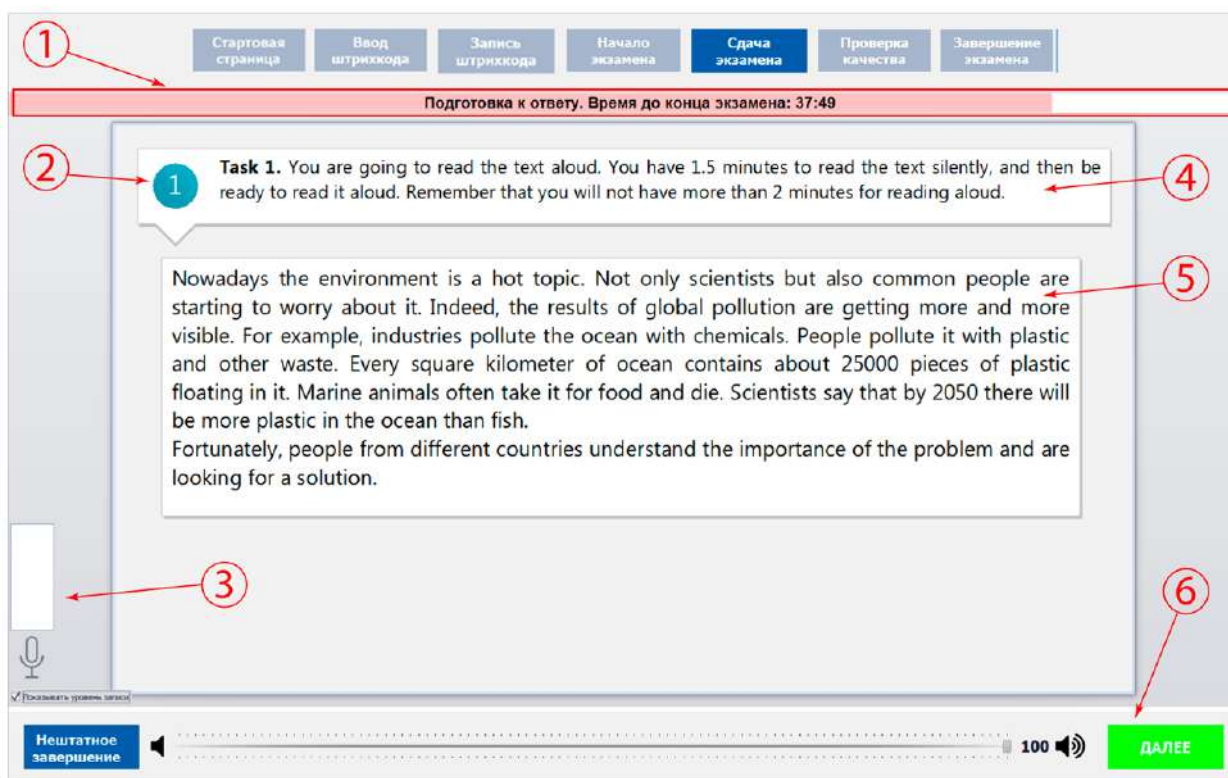 1
Стартовая страница
Ввод штрихкода
Запись штрихкода
Начало экзамена
Сдача экзамена
Проверка качества
Завершение экзамена
Подготовка к ответу. Время до конца экзамена: 37:49
2
1
Task 1. You are going to read the text aloud. You have 1.5 minutes to read the text silently, and then be
ready to read it aloud. Remember that you will not have more than 2 minutes for reading aloud.
4
Nowadays the environment is a hot topic. Not only scientists but also common people are
starting to worry about it. Indeed, the results of global pollution are getting more and more
visible. For example, industries pollute the ocean with chemicals. People pollute it with plastic
and other waste. Every square kilometer of ocean contains about 25000 pieces of plastic
floating in it. Marine animals often take it for food and die. Scientists say that by 2050 there will
be more plastic in the ocean than fish.
Fortunately, people from different countries understand the importance of the problem and are
looking for a solution.
5
3
6
Показывать уровень записи
Нештатное
завершение
100
ДАЛЕЕ